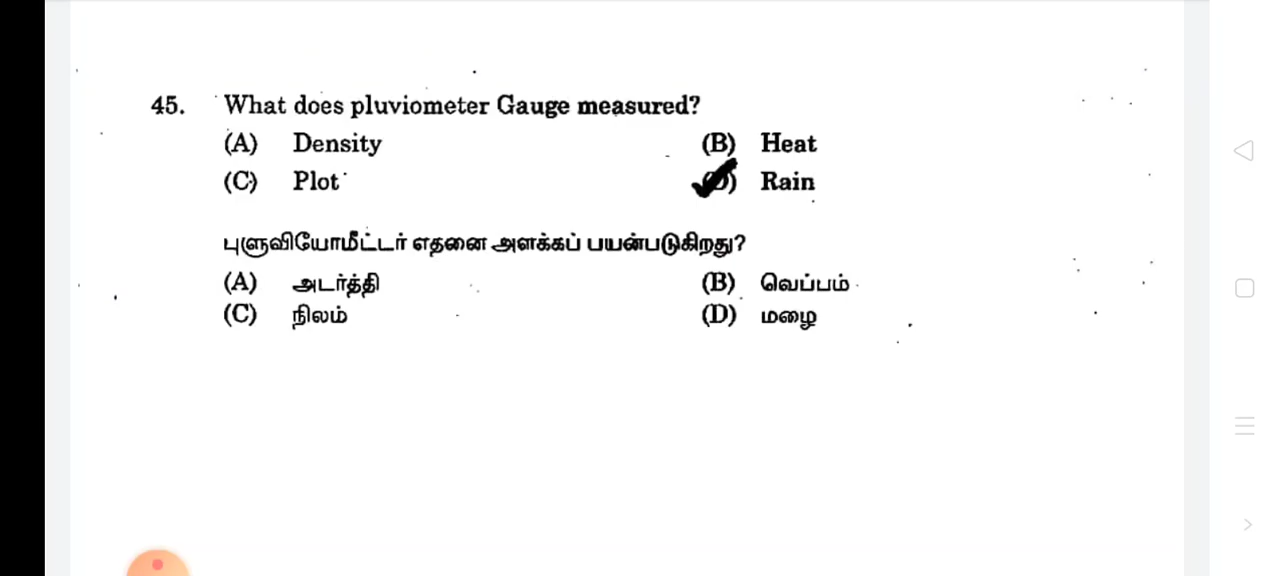 45. What does pluviometer Gauge measured?
(A) Density (B) Heat
(C) Plot (D) Rain
புளுவியோமீட்டர் எதனை அளக்கப் பயன்படுகிறது?
(A) அடர்த்தி (B) வெப்பம்
(C) நிலம் (D) மழை